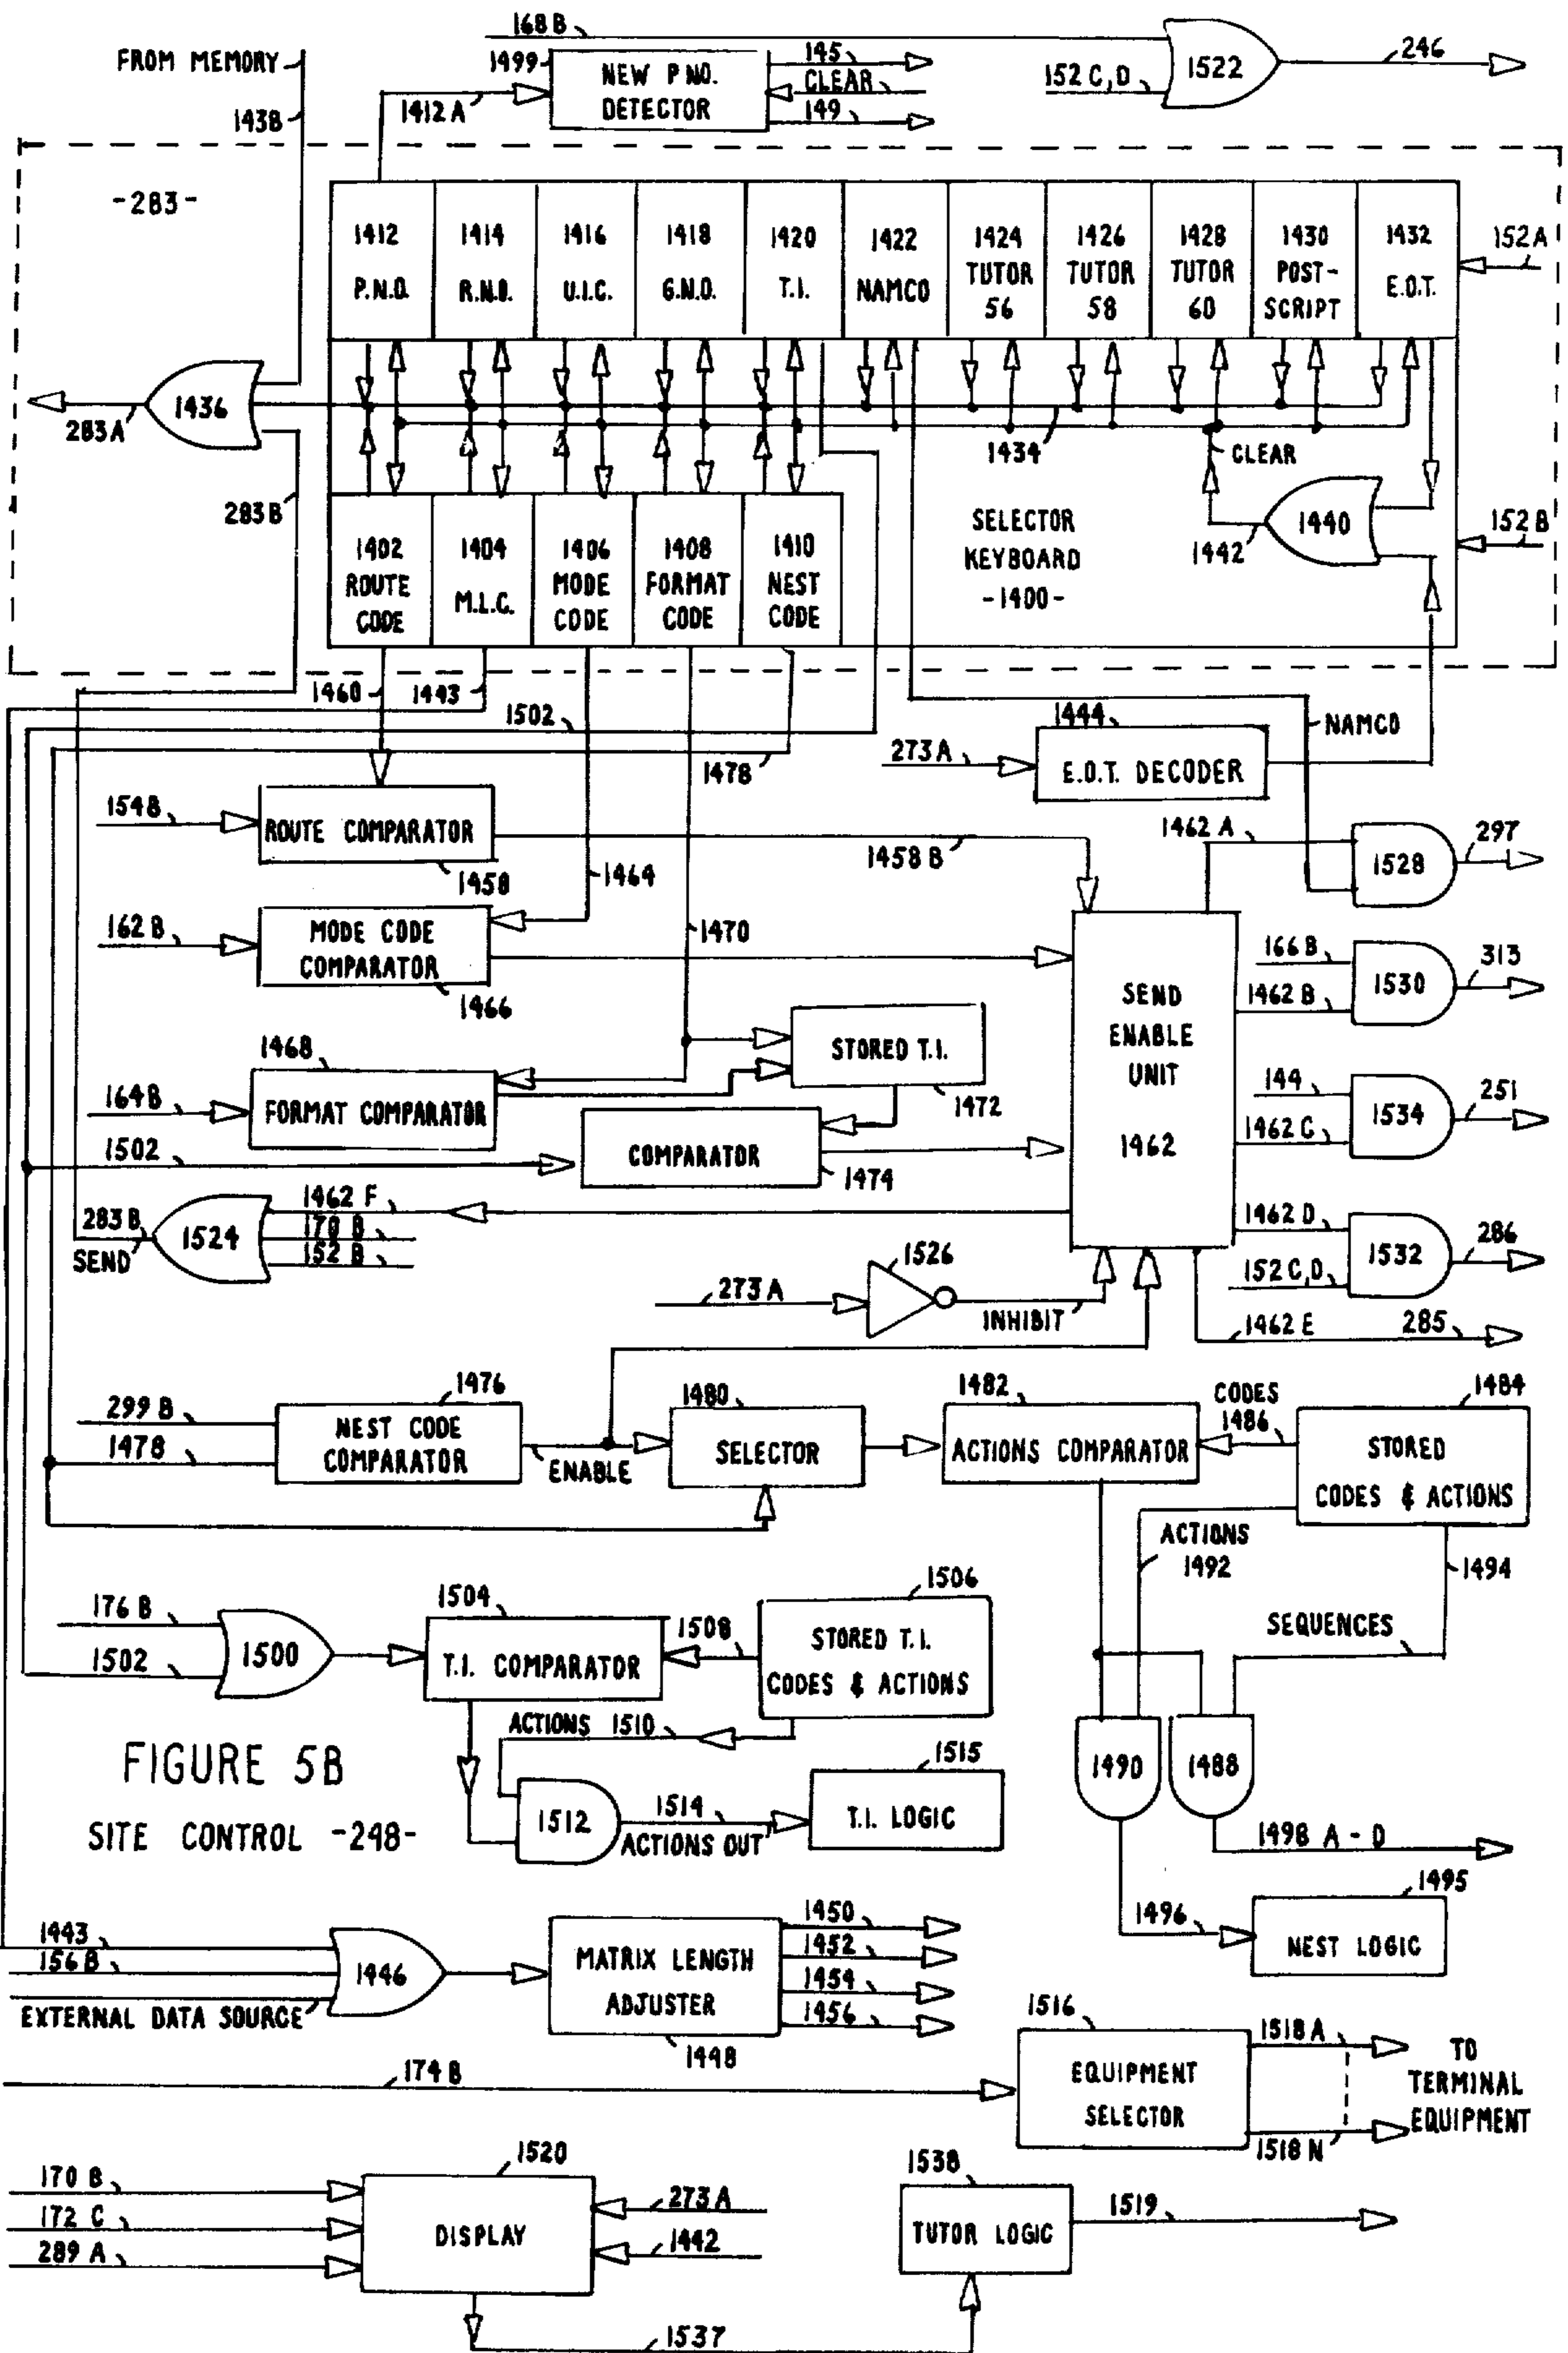 168B
FROM MEMORY
1499
NEW P.NO.
DETECTOR
145
CLEAR
149
152 C,D
1522
246
1412 A
1438
-283-
1412
P.N.O.
1414
R.N.O.
1416
U.I.C.
1418
G.N.O.
1420
T.I.
1422
NAMCO
1424
TUTOR
56
1426
TUTOR
58
1428
TUTOR
60
1430
POST-
SCRIPT
1432
E.O.T.
152A
1436
283A
1434
CLEAR
283B
1402
ROUTE
CODE
1404
M.L.C.
1406
MODE
CODE
1408
FORMAT
CODE
1410
NEST
CODE
SELECTOR
KEYBOARD
-1400-
1442
1440
152B
1460
1443
1502
1478
1444
NAMCO
273A
E.O.T. DECODER
154B
ROUTE COMPARATOR
1458
1458 B
1464
1462 A
1528
297
162 B
MODE CODE
COMPARATOR
1466
1470
SEND
ENABLE
UNIT
1462
166 B
1462 B
1530
313
1468
164B
FORMAT COMPARATOR
STORED T.I.
1472
144
1462 C
1534
251
1502
COMPARATOR
1474
283 B
SEND
1524
1462 F
170 B
152 B
1462 D
152 C,D
1532
286
273 A
1526
INHIBIT
1462 E
285
299 B
1478
1476
NEST CODE
COMPARATOR
ENABLE
1480
SELECTOR
1482
ACTIONS COMPARATOR
CODES
1486
1484
STORED
CODES & ACTIONS
ACTIONS
1492
1494
SEQUENCES
176 B
1502
1500
1504
T.I. COMPARATOR
1508
1506
STORED T.I.
CODES & ACTIONS
ACTIONS 1510
1512
1514
ACTIONS OUT
1515
T.I. LOGIC
1490
1488
1498 A - D
FIGURE 5B
SITE CONTROL -248-
1496
1495
NEST LOGIC
1443
156 B
EXTERNAL DATA SOURCE
1446
MATRIX LENGTH
ADJUSTER
1448
1450
1452
1454
1456
174 B
1516
EQUIPMENT
SELECTOR
1518A
1518 N
TO
TERMINAL
EQUIPMENT
170 B
172 C
289 A
1520
DISPLAY
273 A
1442
1538
TUTOR LOGIC
1519
1537